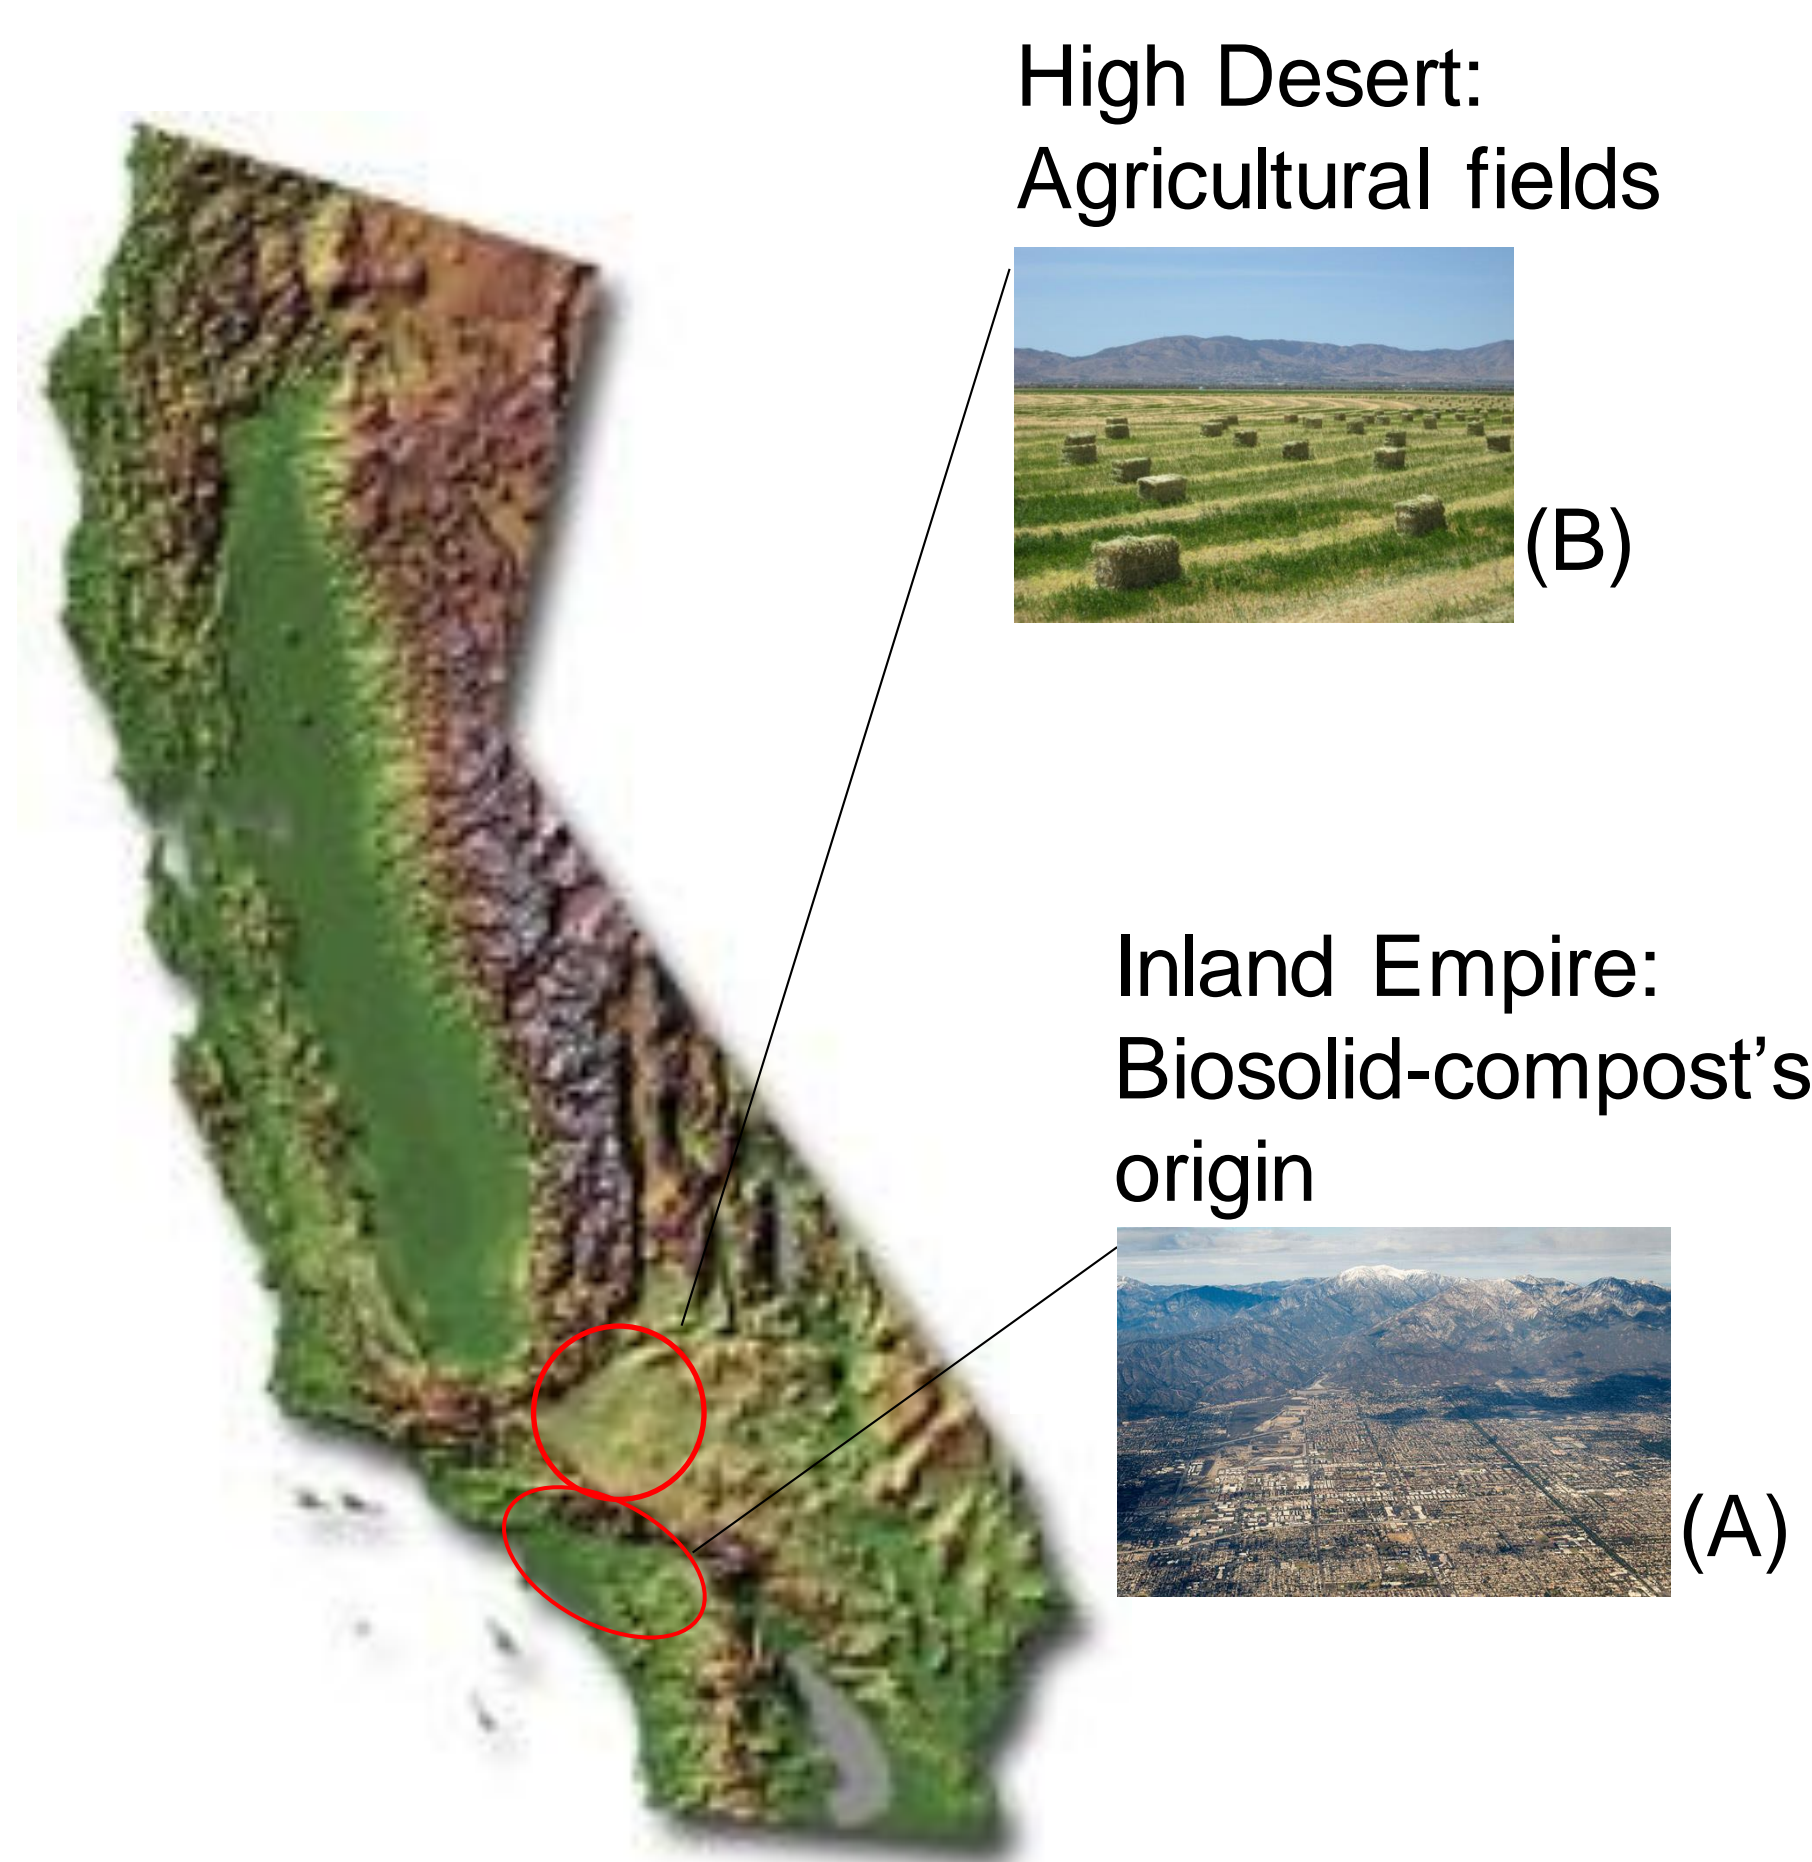 High Desert:
Agricultural fields
(B)
Inland Empire:
Biosolid-compost’s
origin
(A)